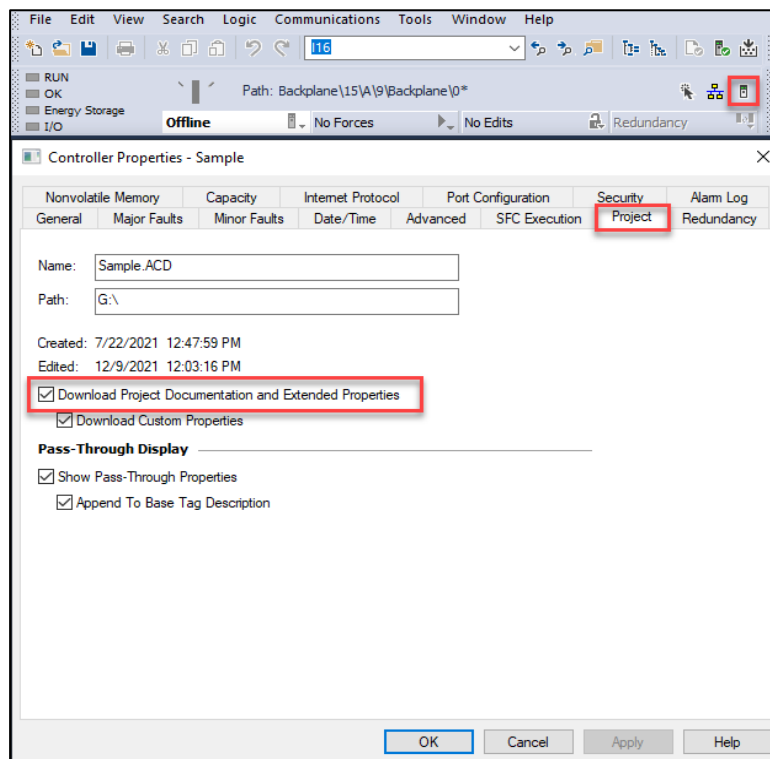 File Edit View Search Logic Communications Tools Window Help
I16
RUN
OK
Energy Storage
I/O
Path: Backplane\15\A\9\Backplane\0*
Offline No Forces No Edits Redundancy
Controller Properties - Sample
Nonvolatile Memory Capacity Internet Protocol Port Configuration Security Alarm Log
General Major Faults Minor Faults Date/Time Advanced SFC Execution Project Redundancy
Name: Sample.ACD
Path: G:\
Created: 7/22/2021 12:47:59 PM
Edited: 12/9/2021 12:03:16 PM
Download Project Documentation and Extended Properties
Download Custom Properties
Pass-Through Display
Show Pass-Through Properties
Append To Base Tag Description
OK Cancel Apply Help